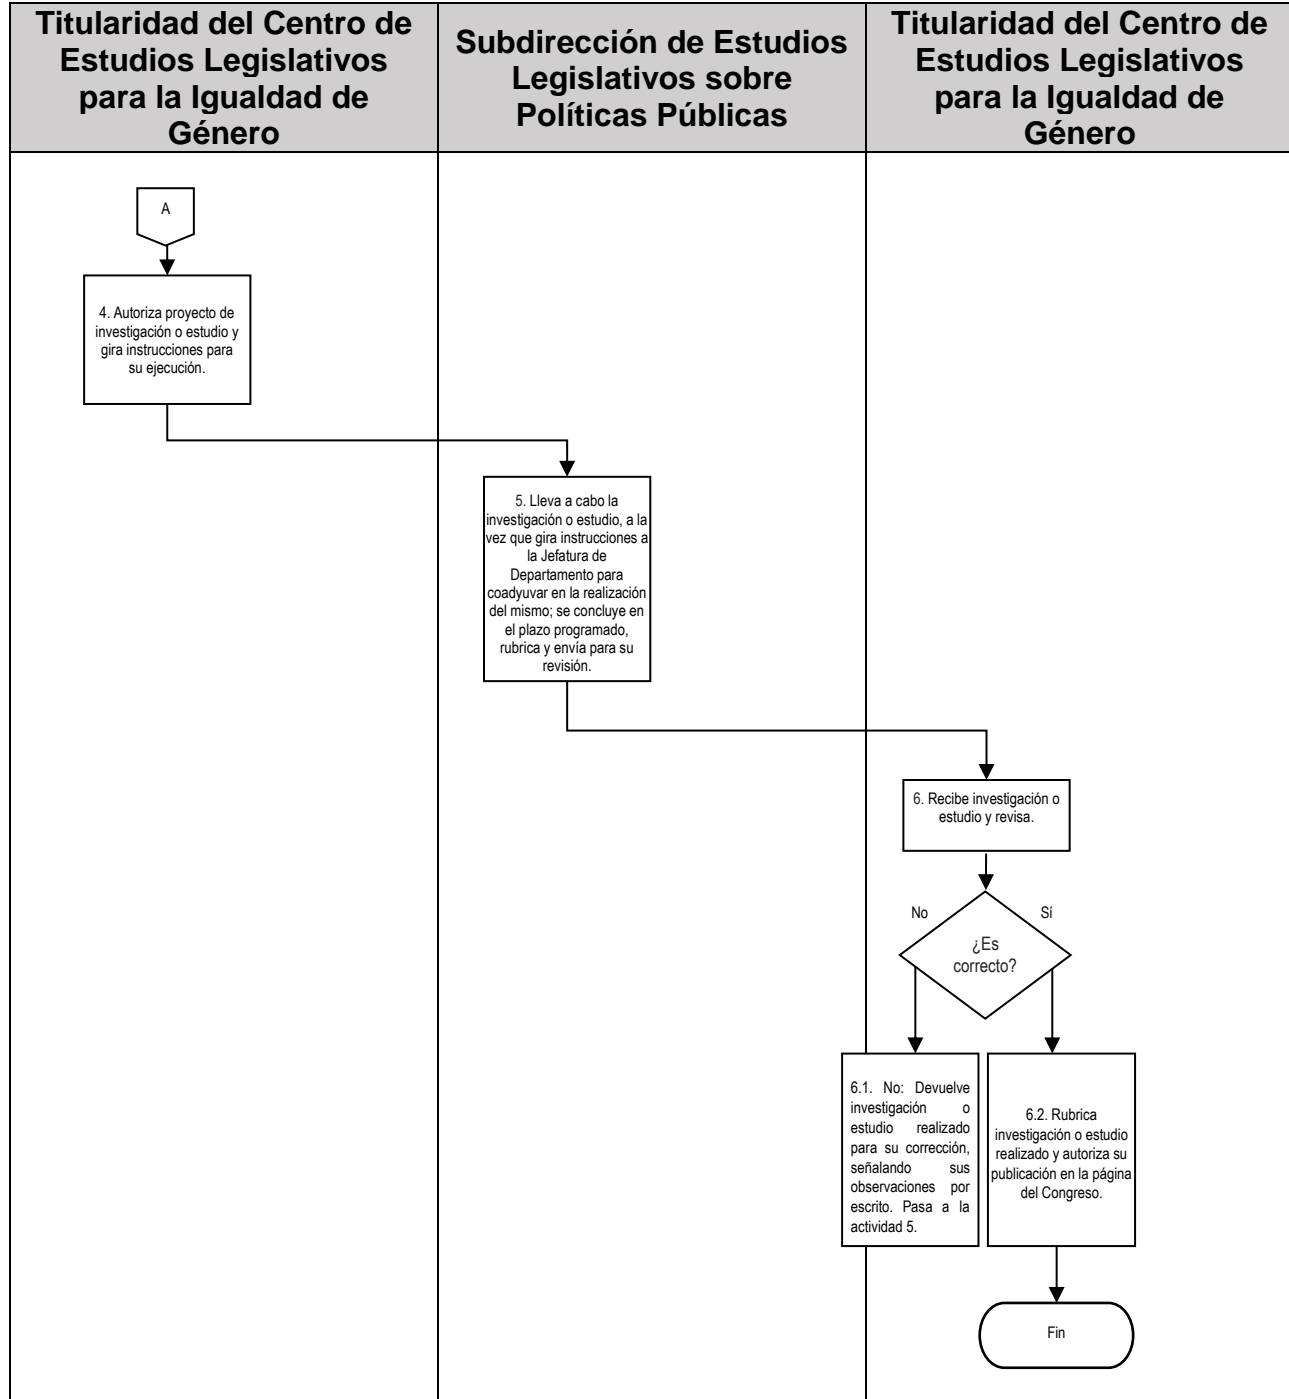 Titularidad del Centro de
Estudios Legislativos
para la Igualdad de
Género
Subdirección de Estudios
Legislativos sobre
Políticas Públicas
Titularidad del Centro de
Estudios Legislativos
para la Igualdad de
Género
A
4. Autoriza proyecto de
investigación o estudio y
gira instrucciones para
su ejecución.
5. Lleva a cabo la
investigación o estudio, a la
vez que gira instrucciones a
la Jefatura de
Departamento para
coadyuvar en la realización
del mismo; se concluye en
el plazo programado,
rubrica y envía para su
revisión.
6. Recibe investigación o
estudio y revisa.
No
Sí
¿Es
correcto?
6.1. No: Devuelve
investigación o
estudio realizado
para su corrección,
señalando sus
observaciones por
escrito. Pasa a la
actividad 5.
6.2. Rubrica
investigación o estudio
realizado y autoriza su
publicación en la página
del Congreso.
Fin